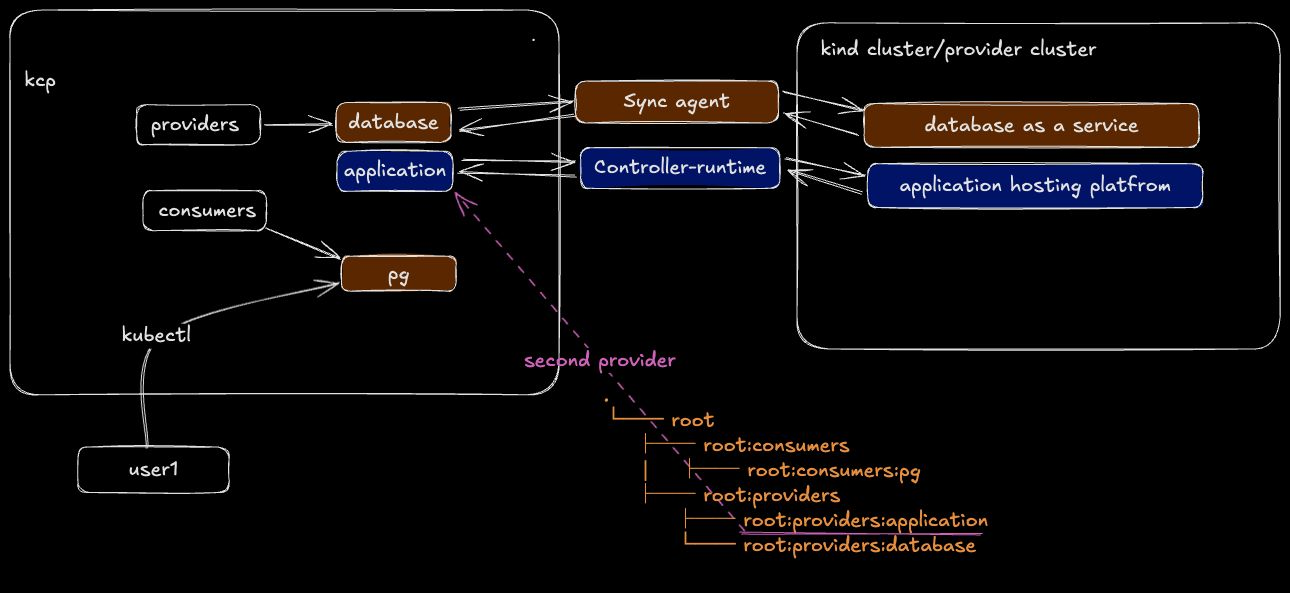 kcp
providers
database
application
consumers
pg
kubectl
user1
Sync agent
Controller-runtime
kind cluster/provider cluster
database as a service
application hosting platfrom
second provider
.
root
root:consumers
root:consumers:pg
root:providers
root:providers:application
root:providers:database